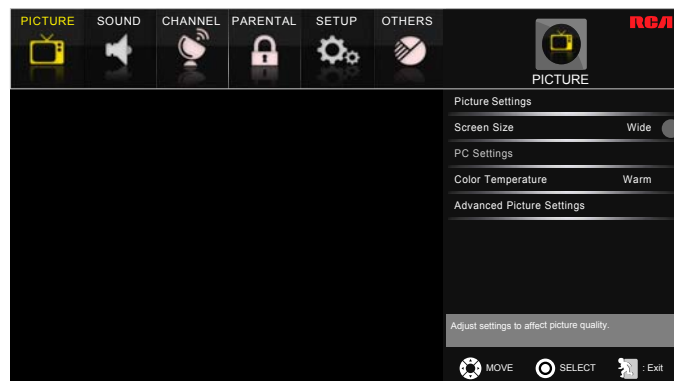 PICTURE SOUND CHANNEL PARENTAL SETUP OTHERS
RCA
PICTURE
Picture Settings
Screen Size Wide
PC Settings
Color Temperature Warm
Advanced Picture Settings
Adjust settings to affect picture quality.
MOVE SELECT : Exit